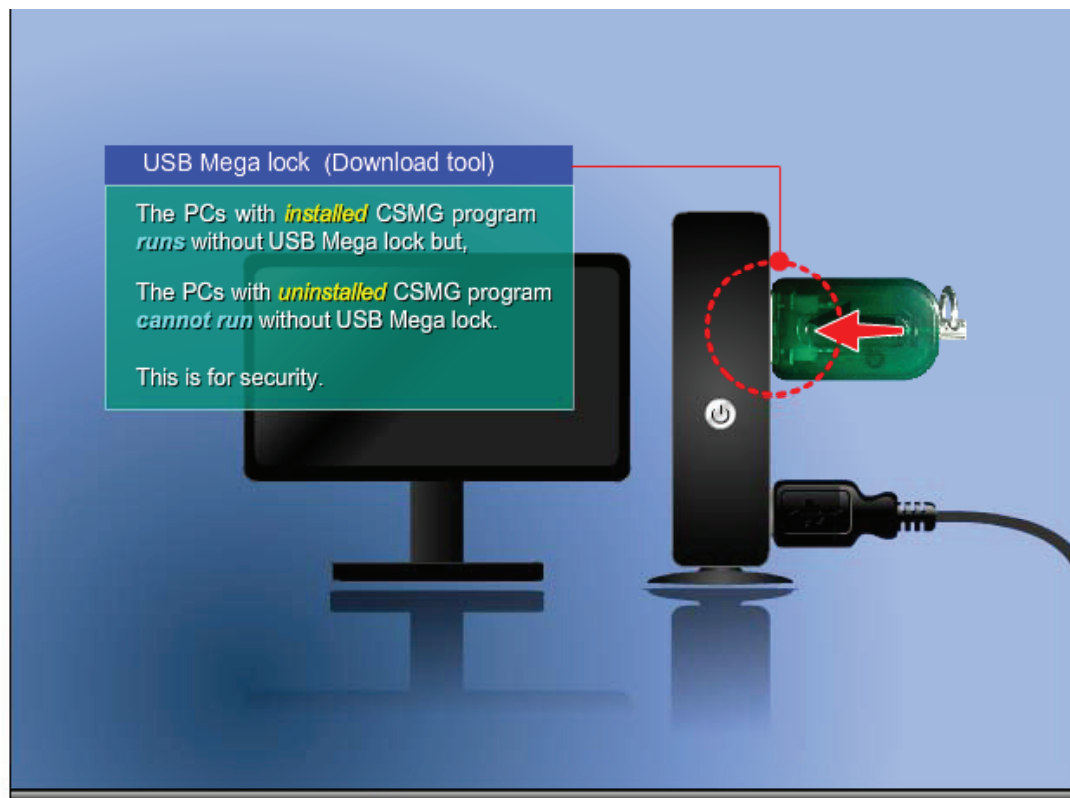 USB Mega lock (Download tool)
The PCs with installed CSMG program
runs without USB Mega lock but,
The PCs with uninstalled CSMG program
cannot run without USB Mega lock.
This is for security.